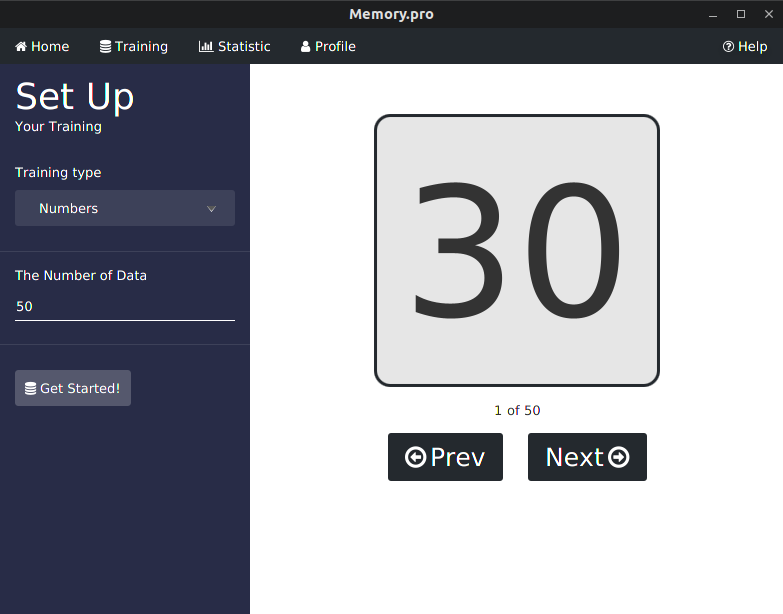 Memory.pro
Home Training Statistic Profile Help
Set Up
Your Training
Training type
Numbers
The Number of Data
50
Get Started!
30
1 of 50
Prev Next